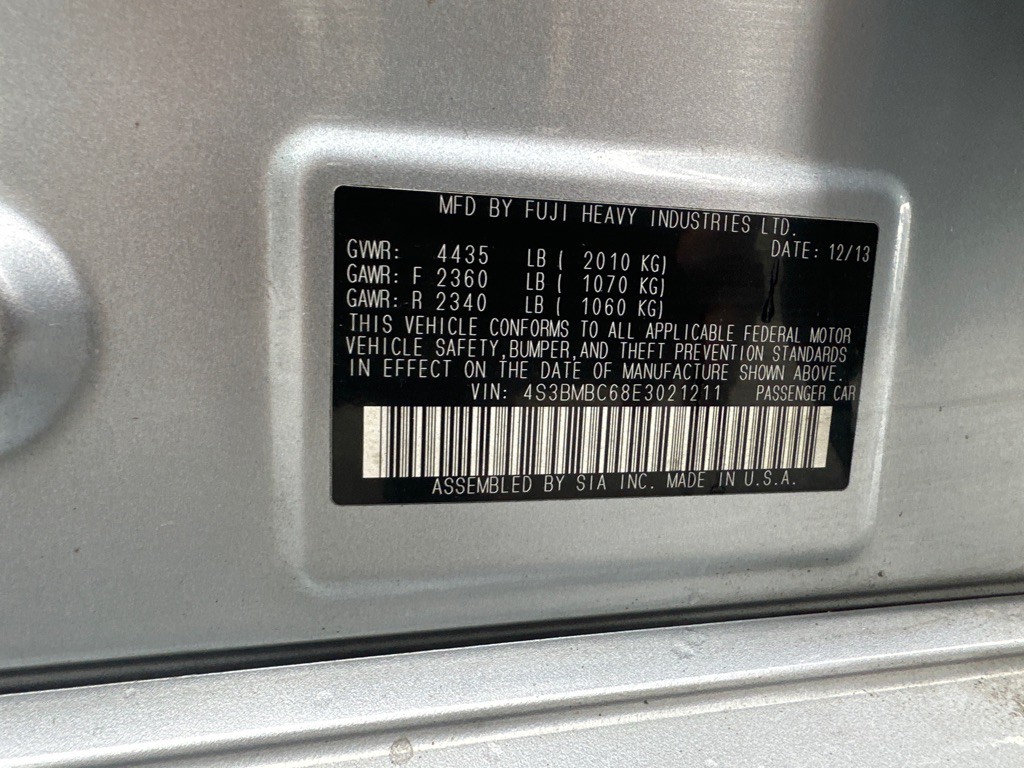 MFD BY FUJI HEAVY INDUSTRIES LTD.
DATE: 12/13
GVWR: 4435 LB ( 2010 KG)
GAWR: F 2360 LB ( 1070 KG)
GAWR: R 2340 LB ( 1060 KG)
THIS VEHICLE CONFORMS TO ALL APPLICABLE FEDERAL MOTOR
VEHICLE SAFETY,BUMPER,AND THEFT PREVENTION STANDARDS
IN EFFECT ON THE DATE OF MANUFACTURE SHOWN ABOVE.
VIN: 4S3BMBC68E3021211 PASSENGER CAR
ASSEMBLED BY SIA INC. MADE IN U.S.A.